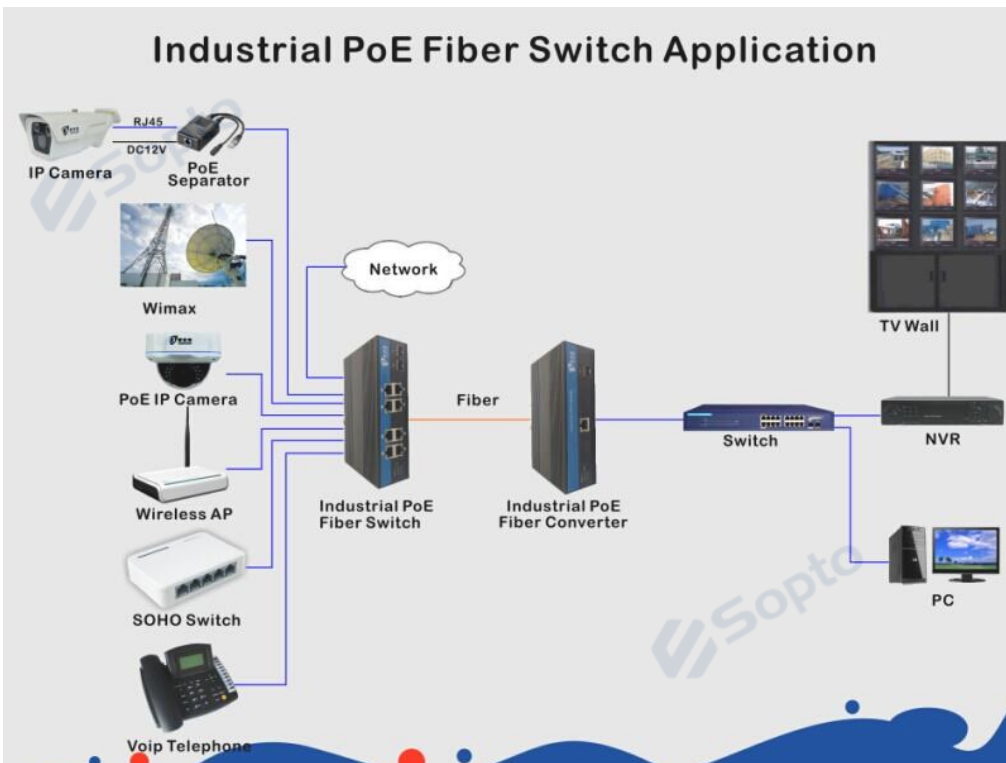 Industrial PoE Fiber Switch Application
RJ45
DC12V
IP Camera
PoE
Separator
Sopto
Wimax
Network
TV Wall
PoE IP Camera
Fiber
Switch
NVR
Wireless AP
Industrial PoE
Fiber Switch
Industrial PoE
Fiber Converter
SOHO Switch
Sopto
PC
Voip Telephone